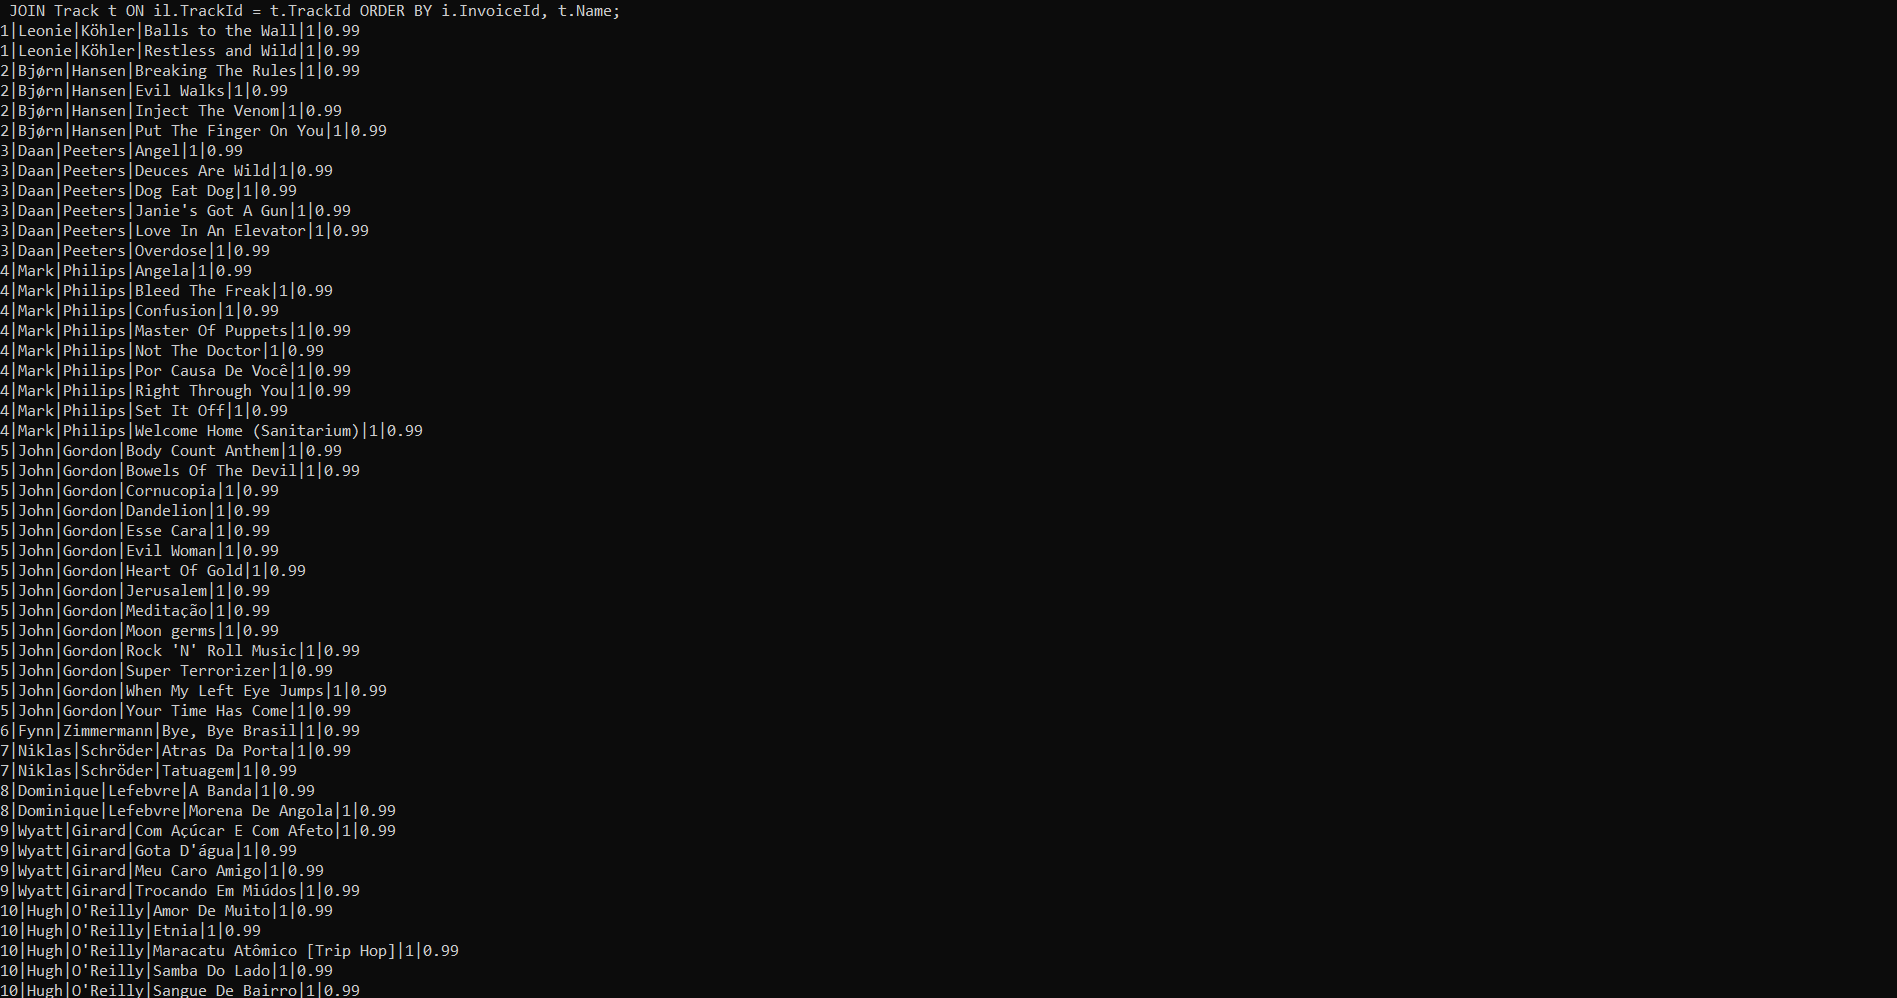 JOIN Track t ON il.TrackId = t.TrackId ORDER BY i.InvoiceId, t.Name;
1|Leonie|Köhler|Balls to the Wall|1|0.99
1|Leonie|Köhler|Restless and Wild|1|0.99
2|Bjørn|Hansen|Breaking The Rules|1|0.99
2|Bjørn|Hansen|Evil Walks|1|0.99
2|Bjørn|Hansen|Inject The Venom|1|0.99
2|Bjørn|Hansen|Put The Finger On You|1|0.99
3|Daan|Peeters|Angel|1|0.99
3|Daan|Peeters|Deuces Are Wild|1|0.99
3|Daan|Peeters|Dog Eat Dog|1|0.99
3|Daan|Peeters|Janie's Got A Gun|1|0.99
3|Daan|Peeters|Love In An Elevator|1|0.99
3|Daan|Peeters|Overdose|1|0.99
4|Mark|Philips|Angela|1|0.99
4|Mark|Philips|Bleed The Freak|1|0.99
4|Mark|Philips|Confusion|1|0.99
4|Mark|Philips|Master Of Puppets|1|0.99
4|Mark|Philips|Not The Doctor|1|0.99
4|Mark|Philips|Por Causa De Você|1|0.99
4|Mark|Philips|Right Through You|1|0.99
4|Mark|Philips|Set It Off|1|0.99
4|Mark|Philips|Welcome Home (Sanitarium)|1|0.99
5|John|Gordon|Body Count Anthem|1|0.99
5|John|Gordon|Bowels Of The Devil|1|0.99
5|John|Gordon|Cornucopia|1|0.99
5|John|Gordon|Dandelion|1|0.99
5|John|Gordon|Esse Cara|1|0.99
5|John|Gordon|Evil Woman|1|0.99
5|John|Gordon|Heart Of Gold|1|0.99
5|John|Gordon|Jerusalem|1|0.99
5|John|Gordon|Meditação|1|0.99
5|John|Gordon|Moon germs|1|0.99
5|John|Gordon|Rock 'N' Roll Music|1|0.99
5|John|Gordon|Super Terrorizer|1|0.99
5|John|Gordon|When My Left Eye Jumps|1|0.99
5|John|Gordon|Your Time Has Come|1|0.99
6|Fynn|Zimmermann|Bye, Bye Brasil|1|0.99
7|Niklas|Schröder|Atras Da Porta|1|0.99
7|Niklas|Schröder|Tatuagem|1|0.99
8|Dominique|Lefebvre|A Banda|1|0.99
8|Dominique|Lefebvre|Morena De Angola|1|0.99
9|Wyatt|Girard|Com Açúcar E Com Afeto|1|0.99
9|Wyatt|Girard|Gota D'água|1|0.99
9|Wyatt|Girard|Meu Caro Amigo|1|0.99
9|Wyatt|Girard|Trocando Em Miúdos|1|0.99
10|Hugh|O'Reilly|Amor De Muito|1|0.99
10|Hugh|O'Reilly|Etnia|1|0.99
10|Hugh|O'Reilly|Maracatu Atômico [Trip Hop]|1|0.99
10|Hugh|O'Reilly|Samba Do Lado|1|0.99
10|Hugh|O'Reilly|Sangue De Bairro|1|0.99